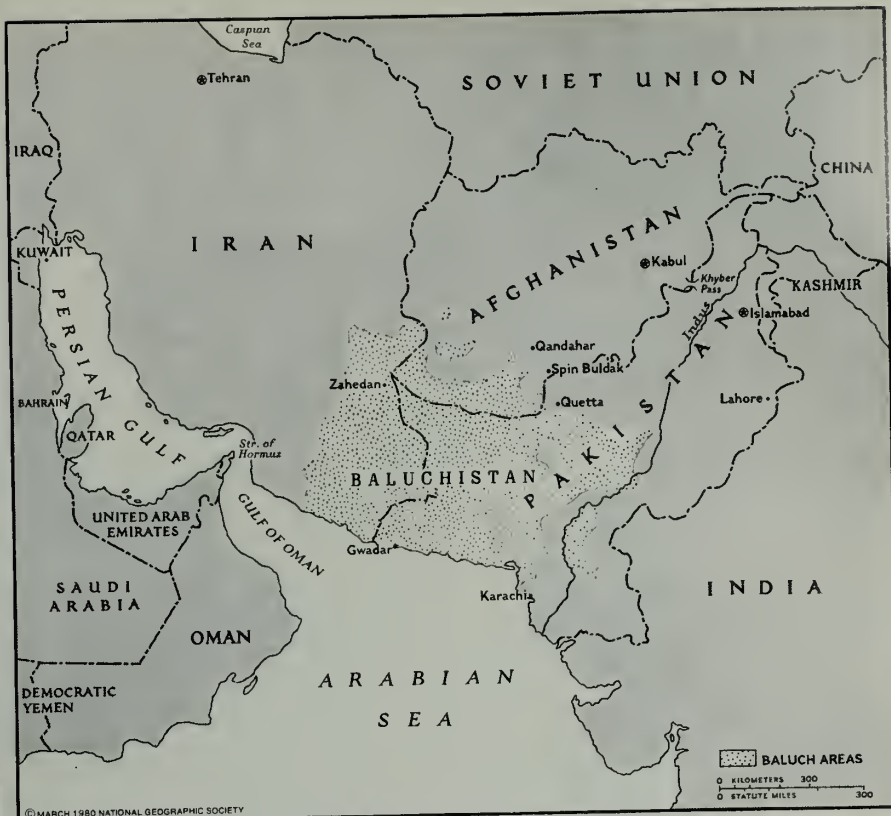 Caspian
Sea
Tehran
SOVIET UNION
IRAQ
CHINA
IRAN
AFGHANISTAN
KUWAIT
Kabul
Khyber
Pass
KASHMIR
Indus
Islamabad
PERSIAN GULF
Qandahar
Spin Buldak
Zahedan
Quetta
Lahore
BAHRAIN
QATAR
Str. of
Hormuz
PAKISTAN
BALUCHISTAN
UNITED ARAB
EMIRATES
GULF OF OMAN
Gwadar
SAUDI
ARABIA
Karachi
INDIA
OMAN
ARABIAN
SEA
DEMOCRATIC
YEMEN
BALUCH AREAS
0 KILOMETERS 300
0 STATUTE MILES 300
© MARCH 1980 NATIONAL GEOGRAPHIC SOCIETY